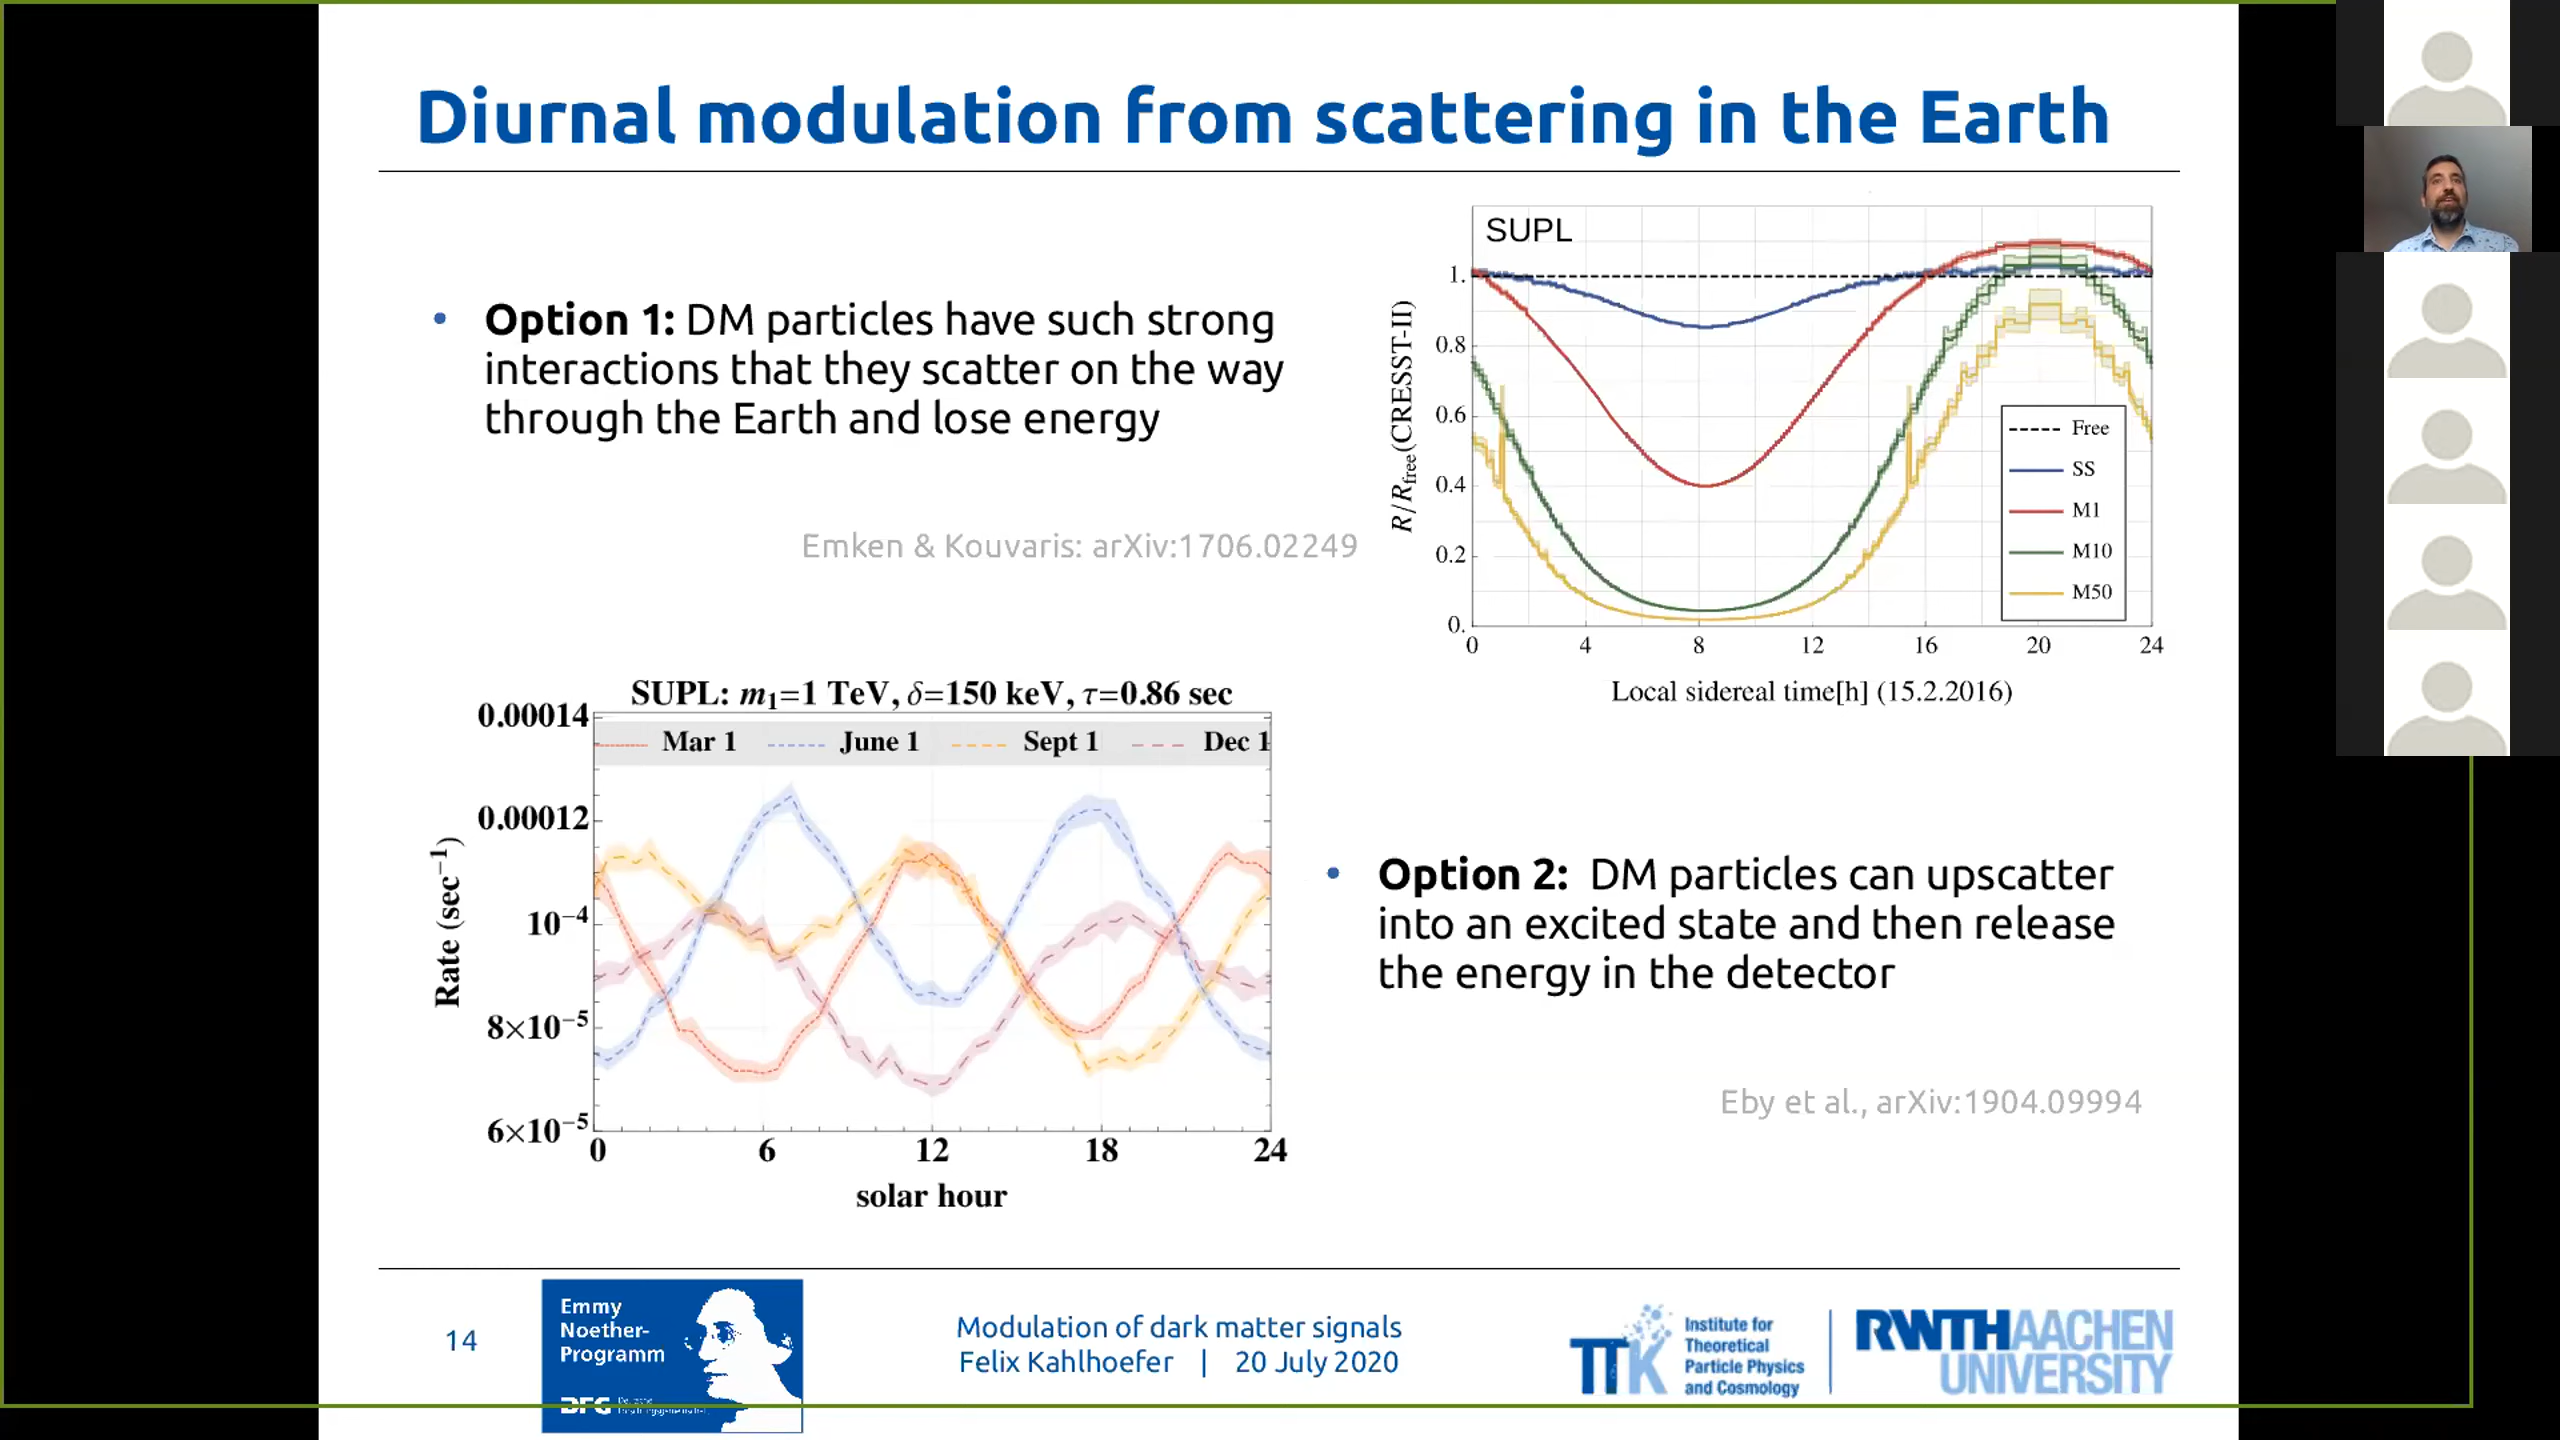 Diurnal modulation from scattering in the Earth
• Option 1: DM particles have such strong
interactions that they scatter on the way
through the Earth and lose energy
Emken & Kouvaris: arXiv:1706.02249
SUPL
R/Rfree(CRESST-II)
1.
0.8
0.6
0.4
0.2
0.
0 4 8 12 16 20 24
Local sidereal time[h] (15.2.2016)
Free
SS
M1
M10
M50
SUPL: m₁=1 TeV, δ=150 keV, τ=0.86 sec
Mar 1 June 1 Sept 1 Dec 1
Rate (sec⁻¹)
0.00014
0.00012
10⁻⁴
8×10⁻⁵
6×10⁻⁵
0 6 12 18 24
solar hour
• Option 2: DM particles can upscatter
into an excited state and then release
the energy in the detector
Eby et al., arXiv:1904.09994
14
Emmy
Noether-
Programm
DFG
Modulation of dark matter signals
Felix Kahlhoefer | 20 July 2020
TTK
Institute for
Theoretical
Particle Physics
and Cosmology
RWTHAACHEN
UNIVERSITY